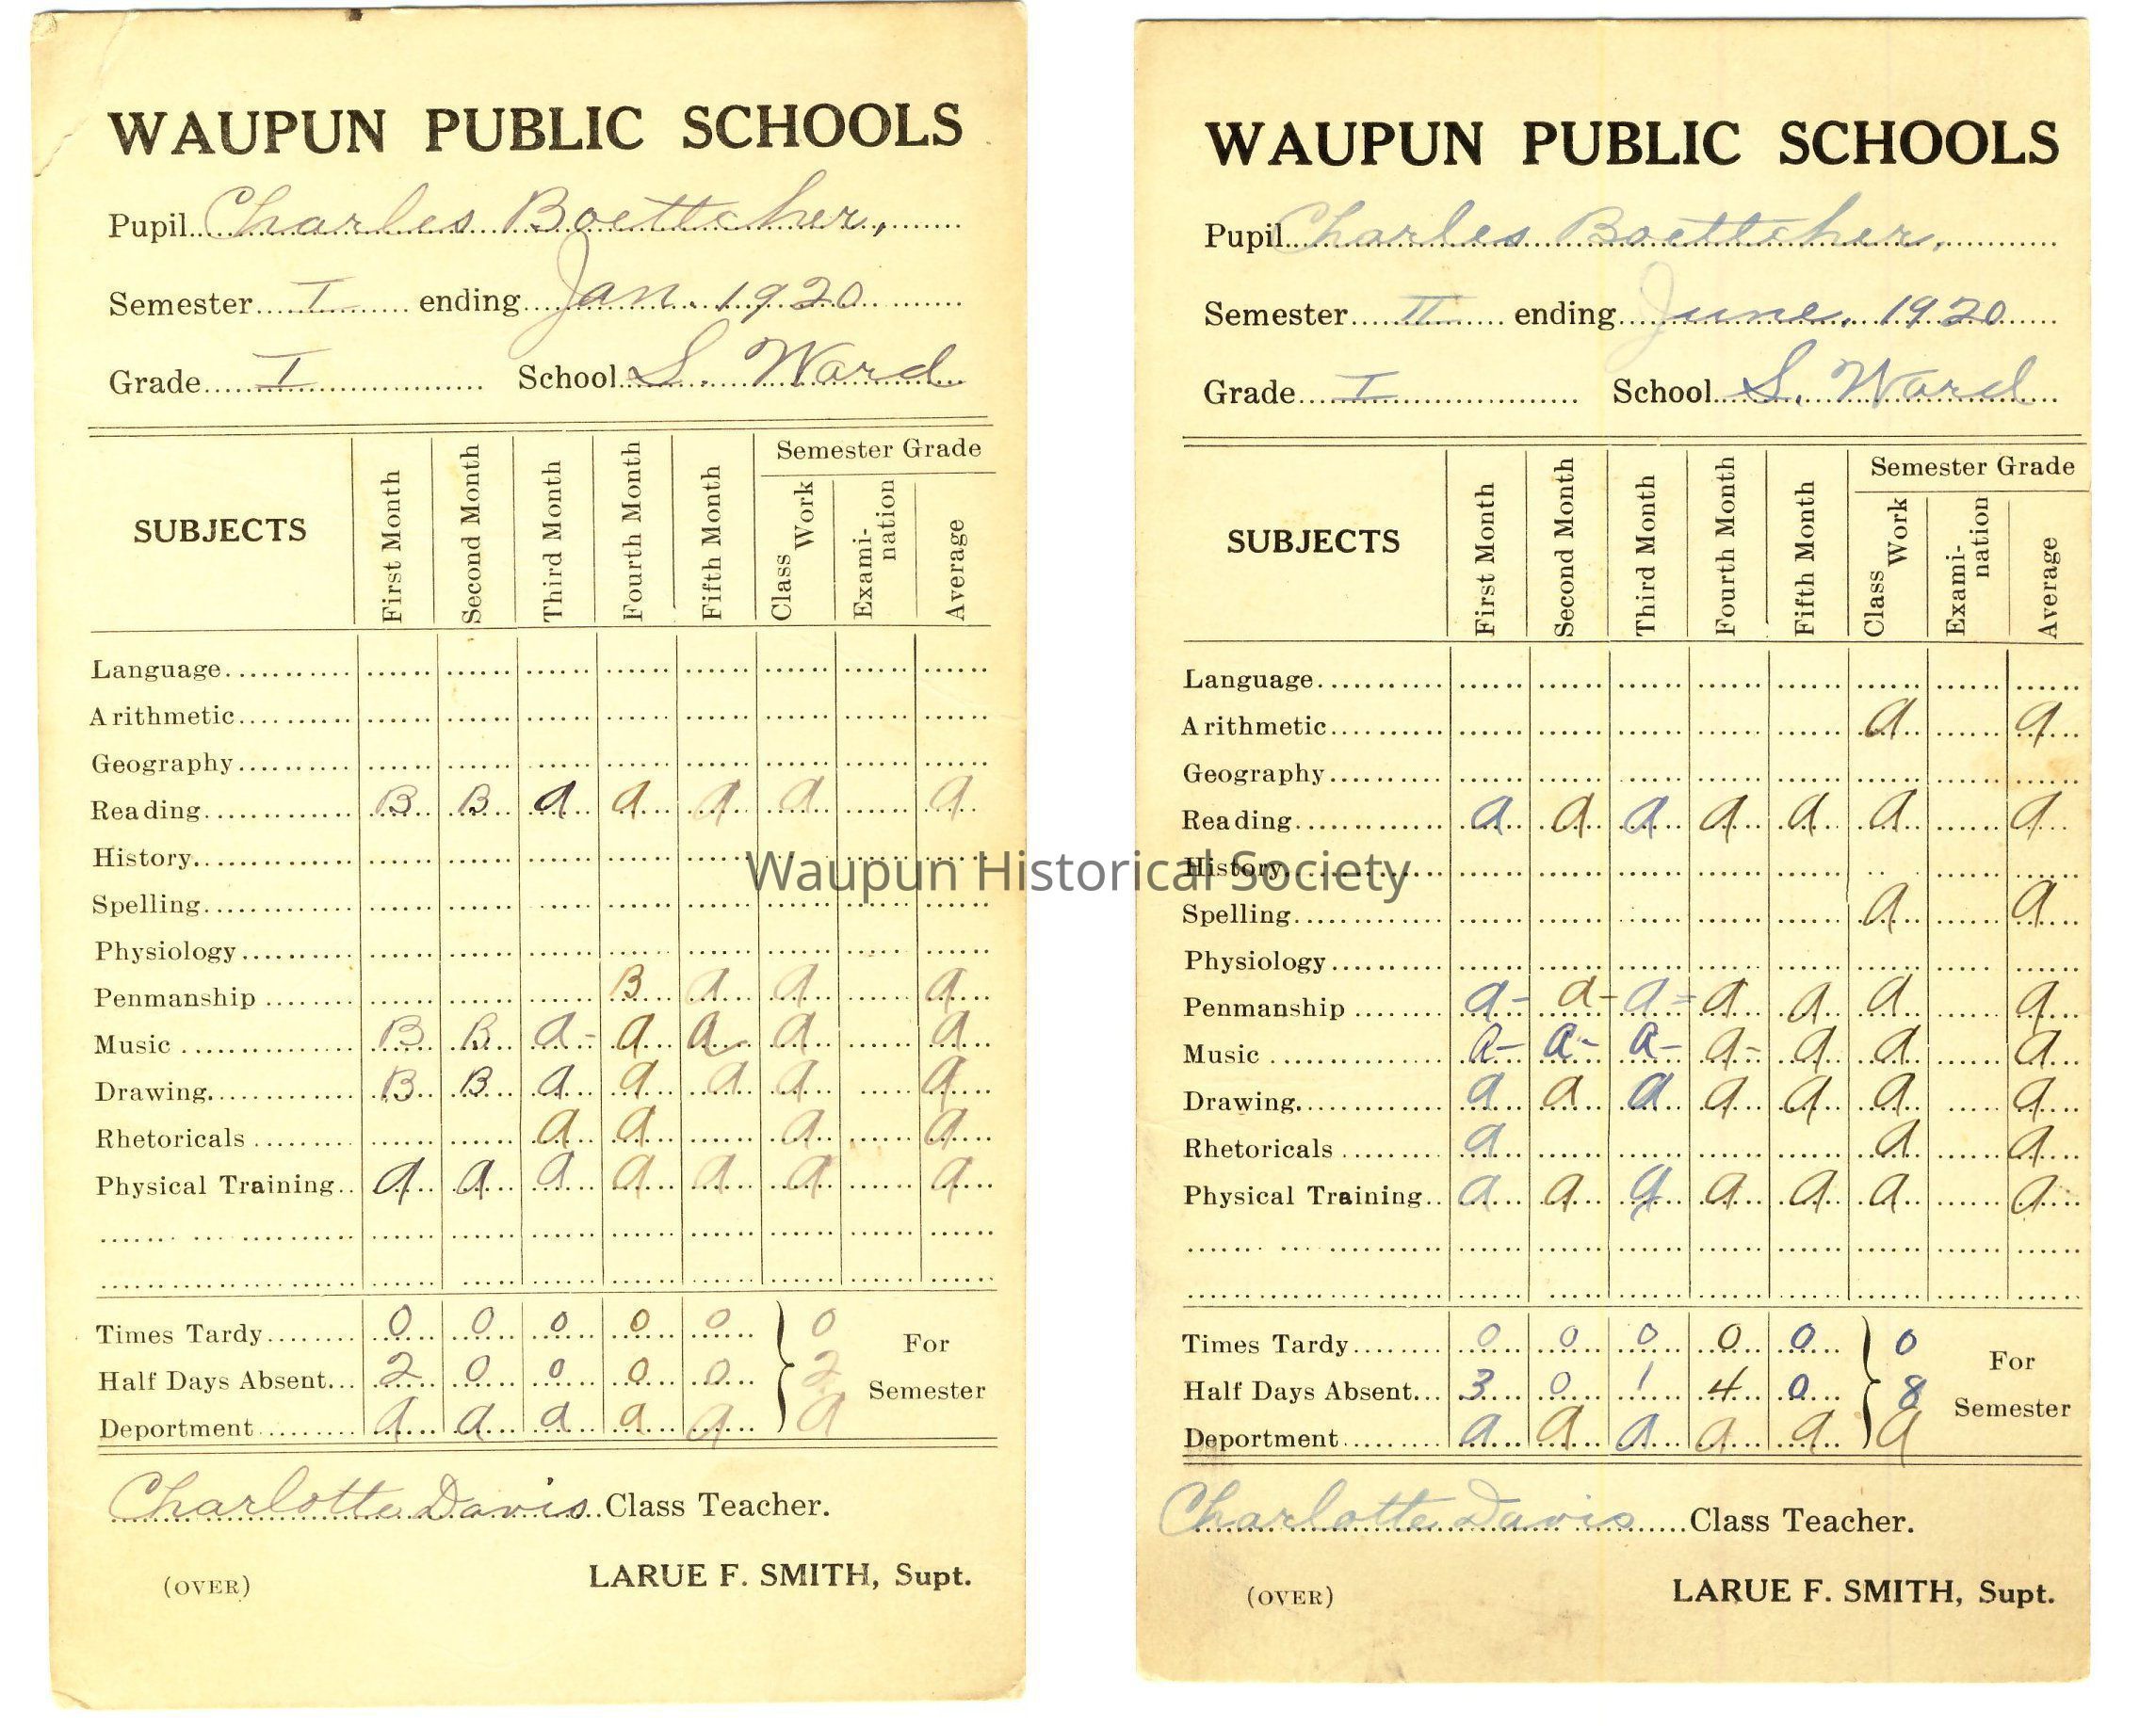 WAUPUN PUBLIC SCHOOLS
Pupil Charles Boettcher,
Semester I ending Jan. 1920
Grade I School S. Ward
SUBJECTS First Month Second Month Third Month Fourth Month Fifth Month Semester Grade Class Work Exami-nation Average
Language
Arithmetic
Geography
Reading B B a a a a a
History
Spelling
Physiology
Penmanship B a a a
Music B B a- a a a a
Drawing B B a a a a a
Rhetoricals a a a a
Physical Training a a a a a a a
Times Tardy 0 0 0 0 0 0
Half Days Absent 2 0 0 0 0 2
Deportment a a a a a a
For Semester
Charlotte Davis Class Teacher.
(OVER) LARUE F. SMITH, Supt.
WAUPUN PUBLIC SCHOOLS
Pupil Charles Boettcher,
Semester II ending June, 1920
Grade I School S. Ward
SUBJECTS First Month Second Month Third Month Fourth Month Fifth Month Semester Grade Class Work Exami-nation Average
Language
Arithmetic a a
Geography
Reading a a a a a a a
History
Spelling a a
Physiology
Penmanship a- a- a- a a a a
Music a- a- a- a- a a a
Drawing a a a a a a a
Rhetoricals a a a
Physical Training a a a a a a a
Times Tardy 0 0 0 0 0 0
Half Days Absent 3 0 1 4 0 8
Deportment a a a a a a
For Semester
Charlotte Davis Class Teacher.
(OVER) LARUE F. SMITH, Supt.
Waupun Historical Society